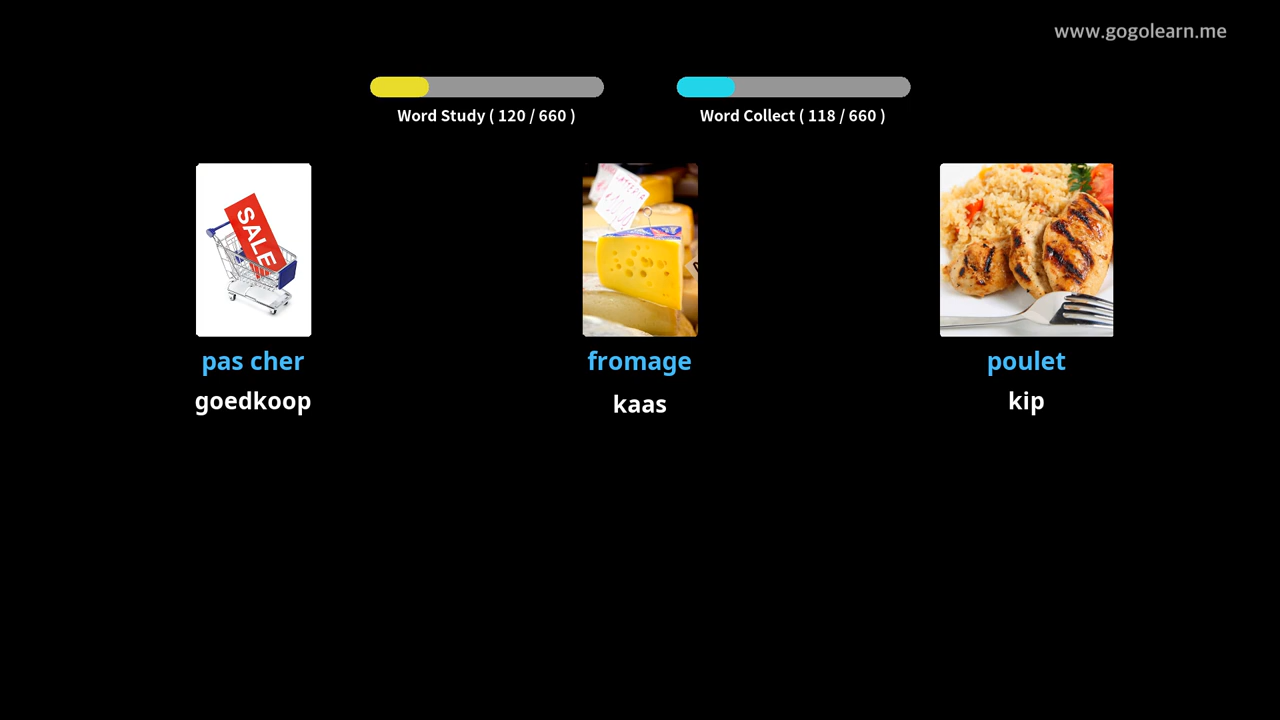 www.gogolearn.me
Word Study ( 120 / 660 )
Word Collect ( 118 / 660 )
SALE
pas cher
fromage
poulet
goedkoop
kaas
kip